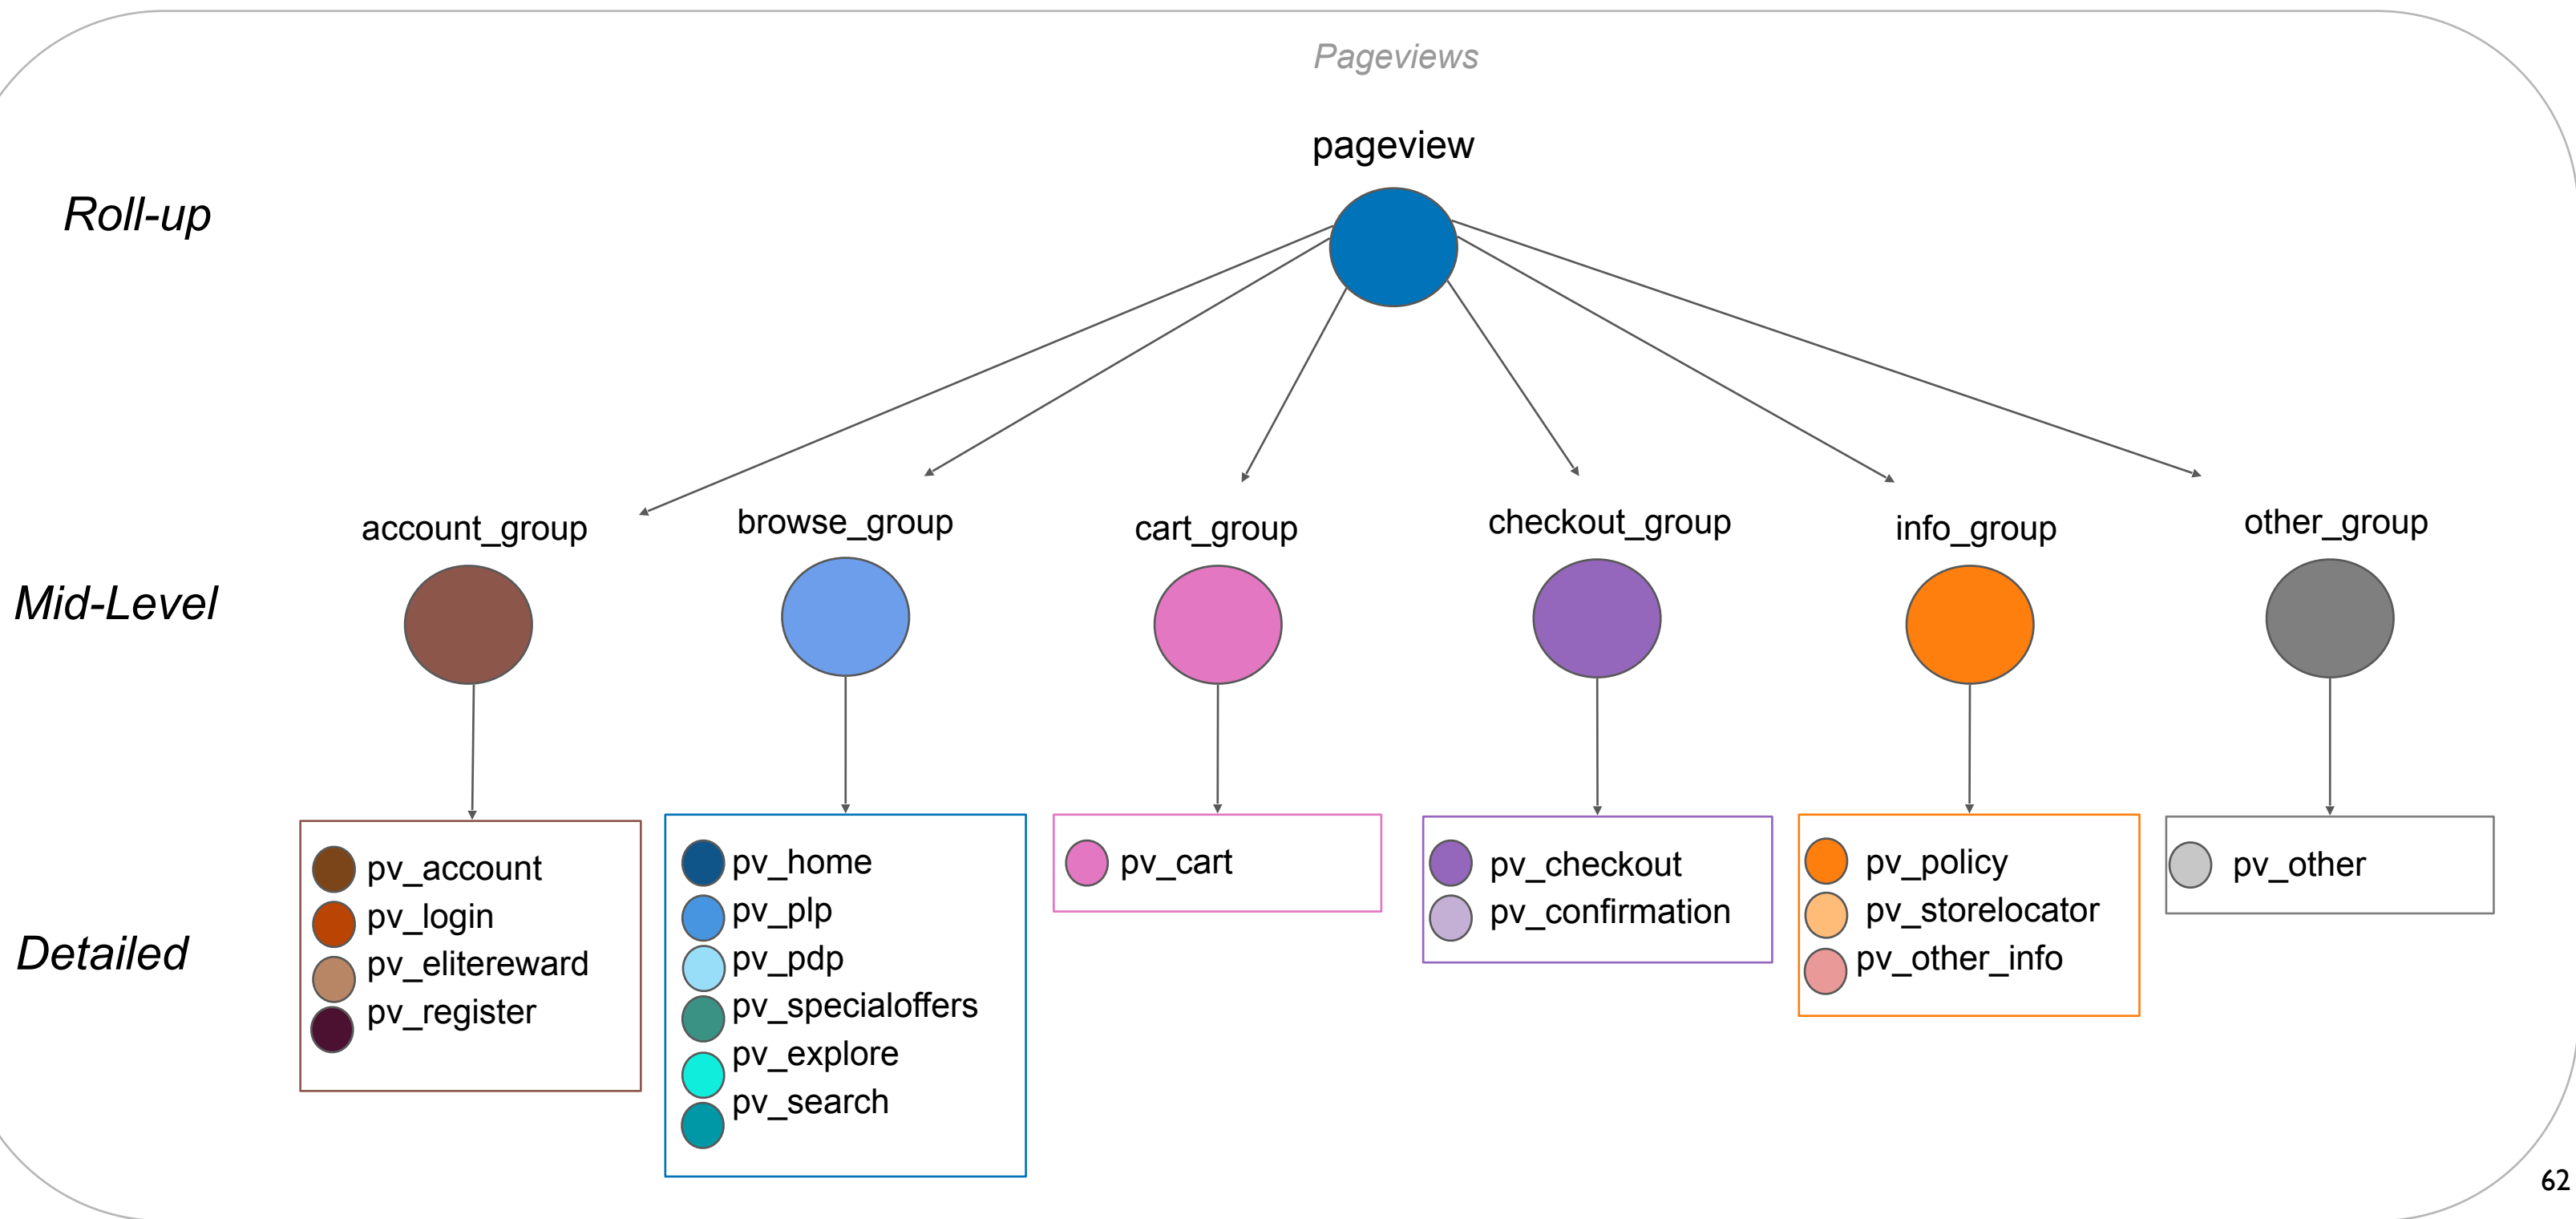 Pageviews
pageview
Roll-up
account_group
browse_group
cart_group
checkout_group
info_group
other_group
Mid-Level
Detailed
pv_account
pv_login
pv_elitereward
pv_register
pv_home
pv_plp
pv_pdp
pv_specialoffers
pv_explore
pv_search
pv_cart
pv_checkout
pv_confirmation
pv_policy
pv_storelocator
pv_other_info
pv_other
62